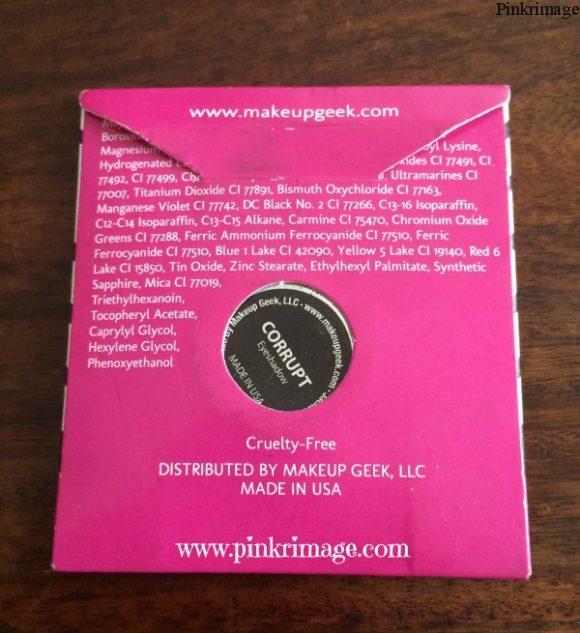 Pinkrimage
www.makeupgeek.com
Magnesium oyl Lysine,
Hydrogenated ides CI 77491, CI
77492, CI 77499, Ultramarines CI
77007, Titanium Dioxide CI 77891, Bismuth Oxychloride CI 77163,
Manganese Violet CI 77742, DC Black No. 2 CI 77266, C13-16 Isoparaffin,
C12-C14 Isoparaffin, C13-C15 Alkane, Carmine CI 75470, Chromium Oxide
Greens CI 77288, Ferric Ammonium Ferrocyanide CI 77510, Ferric
Ferrocyanide CI 77510, Blue 1 Lake CI 42090, Yellow 5 Lake CI 19140, Red 6
Lake CI 15850, Tin Oxide, Zinc Stearate, Ethylhexyl Palmitate, Synthetic
Sapphire, Mica CI 77019,
Triethylhexanoin,
Tocopheryl Acetate,
Caprylyl Glycol,
Hexylene Glycol,
Phenoxyethanol
by Makeup Geek, LLC · www.makeupgeek.com
CORRUPT
Eyeshadow
MADE IN USA
Cruelty-Free
DISTRIBUTED BY MAKEUP GEEK, LLC
MADE IN USA
www.pinkrimage.com